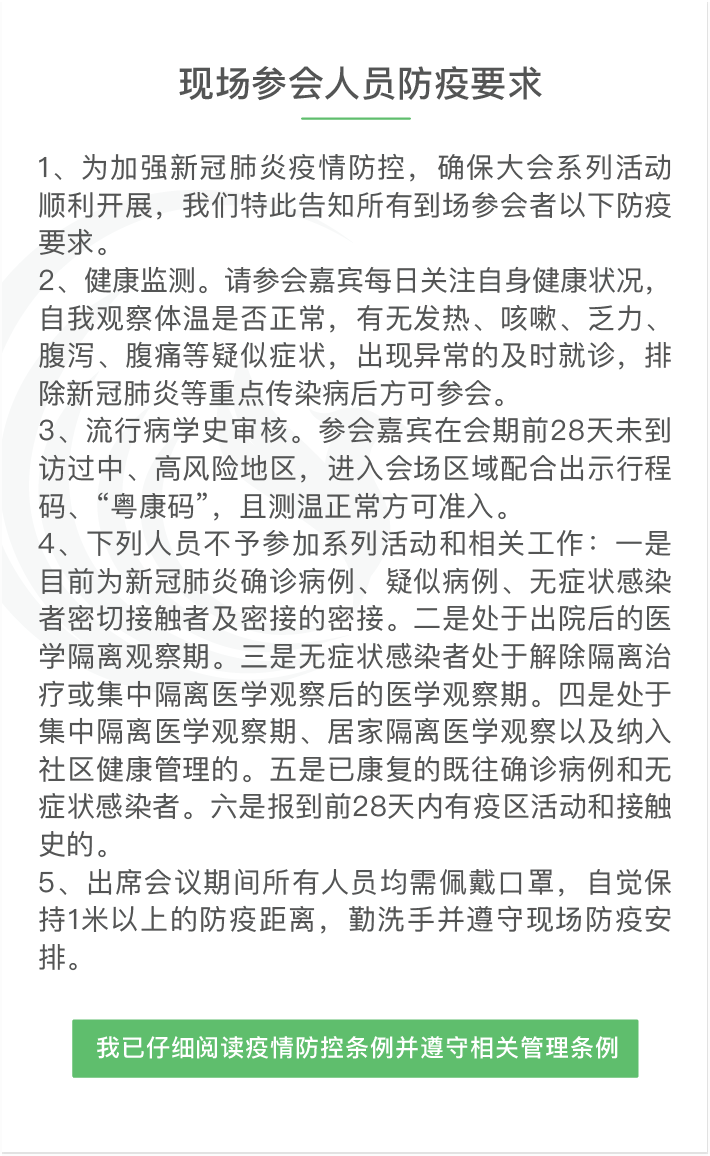 现场参会人员防疫要求
1、为加强新冠肺炎疫情防控，确保大会系列活动
顺利开展，我们特此告知所有到场参会者以下防疫
要求。
2、健康监测。请参会嘉宾每日关注自身健康状况，
自我观察体温是否正常，有无发热、咳嗽、乏力、
腹泻、腹痛等疑似症状，出现异常的及时就诊，排
除新冠肺炎等重点传染病后方可参会。
3、流行病学史审核。参会嘉宾在会期前28天未到
访过中、高风险地区，进入会场区域配合出示行程
码、“粤康码”，且测温正常方可准入。
4、下列人员不予参加系列活动和相关工作：一是
目前为新冠肺炎确诊病例、疑似病例、无症状感染
者密切接触者及密接的密接。二是处于出院后的医
学隔离观察期。三是无症状感染者处于解除隔离治
疗或集中隔离医学观察后的医学观察期。四是处于
集中隔离医学观察期、居家隔离医学观察以及纳入
社区健康管理的。五是已康复的既往确诊病例和无
症状感染者。六是报到前28天内有疫区活动和接触
史的。
5、出席会议期间所有人员均需佩戴口罩，自觉保
持1米以上的防疫距离，勤洗手并遵守现场防疫安
排。
我已仔细阅读疫情防控条例并遵守相关管理条例